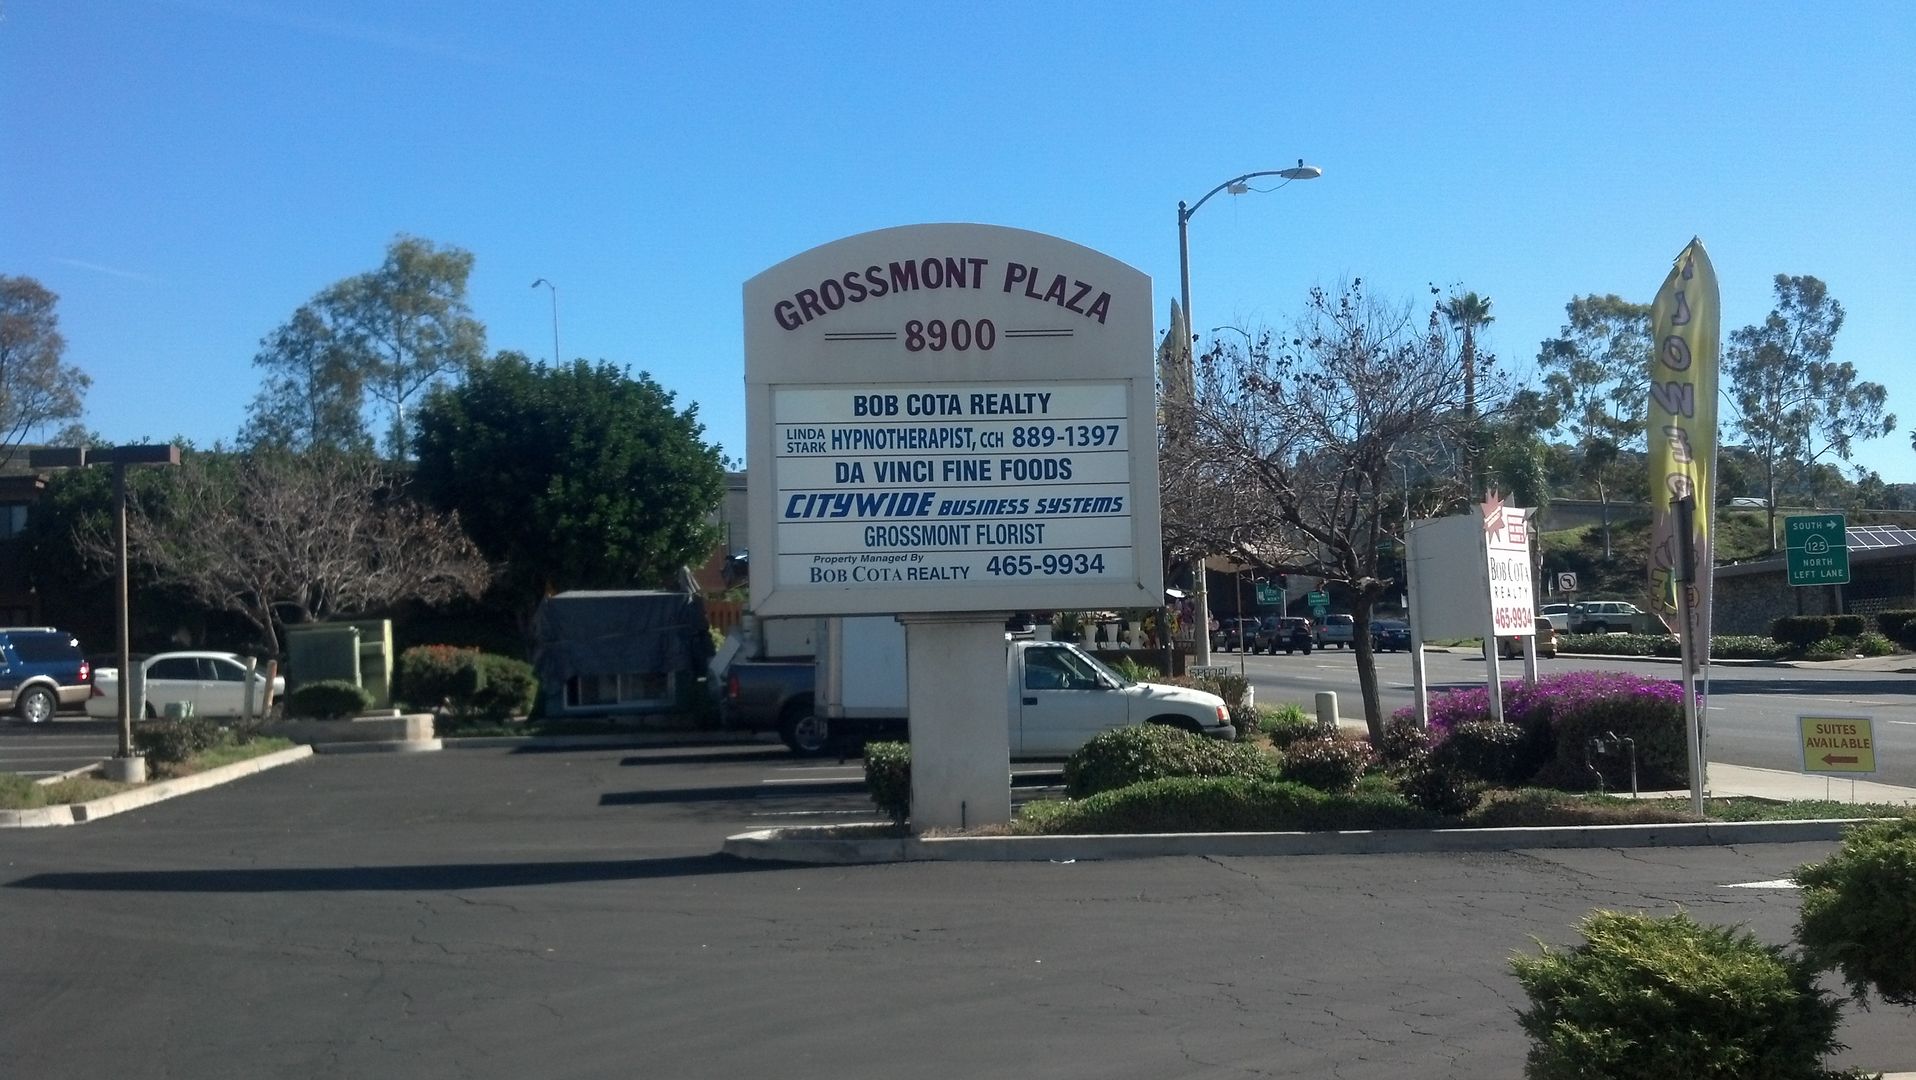 GROSSMONT PLAZA
8900
BOB COTA REALTY
LINDA STARK HYPNOTHERAPIST, CCH 889-1397
DA VINCI FINE FOODS
CITYWIDE BUSINESS SYSTEMS
GROSSMONT FLORIST
Property Managed By
BOB COTA REALTY 465-9934
BOB COTA
REALTY
465-9934
SOUTH
125
NORTH
LEFT LANE
SUITES
AVAILABLE